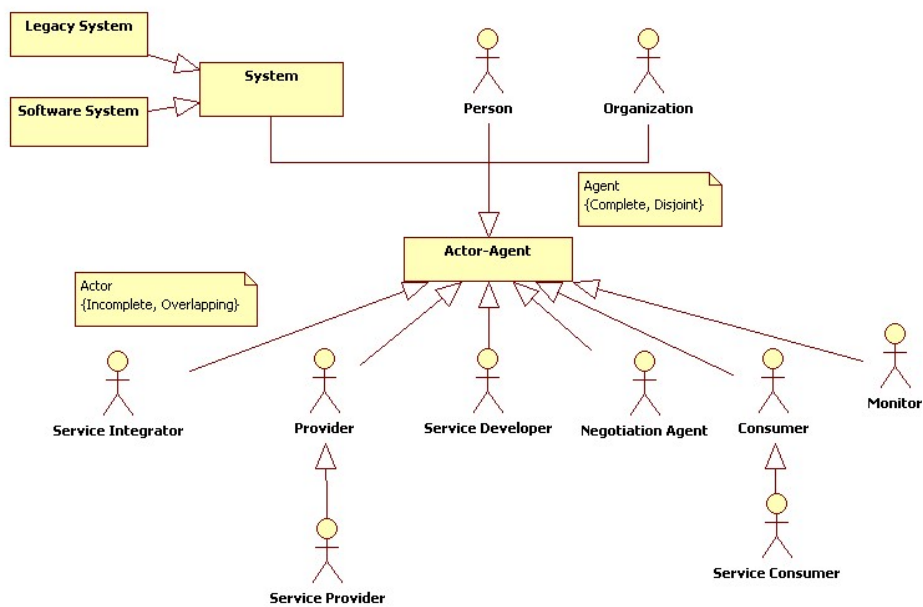 Legacy System
System
Software System
Person
Organization
Agent
{Complete, Disjoint}
Actor-Agent
Actor
{Incomplete, Overlapping}
Service Integrator
Provider
Service Developer
Negotiation Agent
Consumer
Monitor
Service Provider
Service Consumer